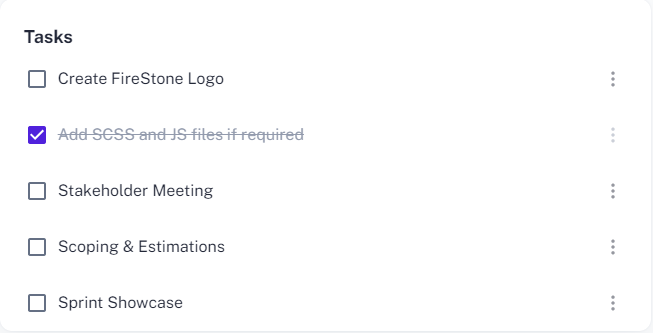 Tasks
Create FireStone Logo
Add SCSS and JS files if required
Stakeholder Meeting
Scoping & Estimations
Sprint Showcase